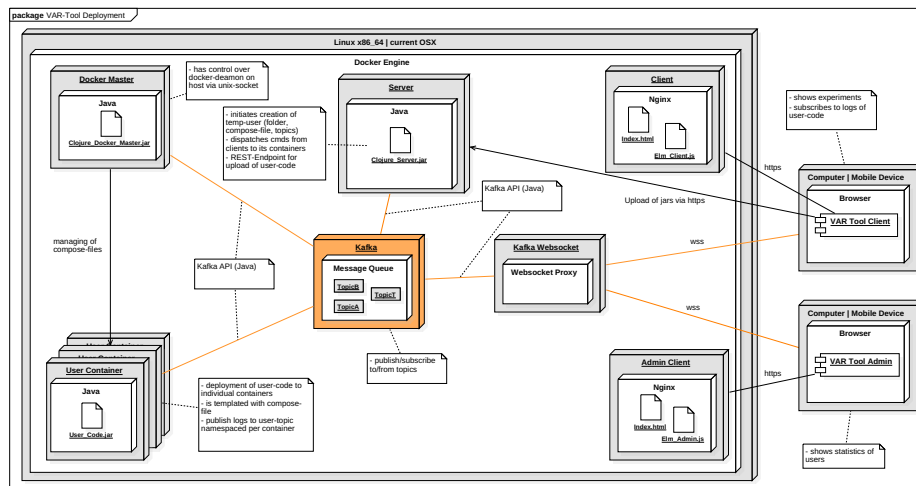 package VAR-Tool Deployment
Linux x86_64 | current OSX
Docker Engine
Docker Master
Java
Clojure_Docker_Master.jar
- has control over
docker-deamon on
host via unix-socket
- initiates creation of
temp-user (folder,
compose-file, topics)
- dispatches cmds from
clients to its containers
- REST-Endpoint for
upload of user-code
Server
Java
Clojure_Server.jar
Client
Nginx
Index.html
Elm_Client.js
- shows experiments
- subscribes to logs of
user-code
https
Computer | Mobile Device
Browser
VAR Tool Client
Upload of jars via https
Kafka API (Java)
managing of
compose-files
Kafka API (Java)
Kafka
Message Queue
TopicB
TopicT
TopicA
Kafka Websocket
Websocket Proxy
wss
wss
Computer | Mobile Device
Browser
VAR Tool Admin
https
- publish/subscribe
to/from topics
Admin Client
Nginx
Index.html
Elm_Admin.js
User Container
User Container
User Container
Java
User_Code.jar
- deployment of user-code to
individual containers
- is templated with compose-
file
- publish logs to user-topic
namespaced per container
- shows statistics of
users